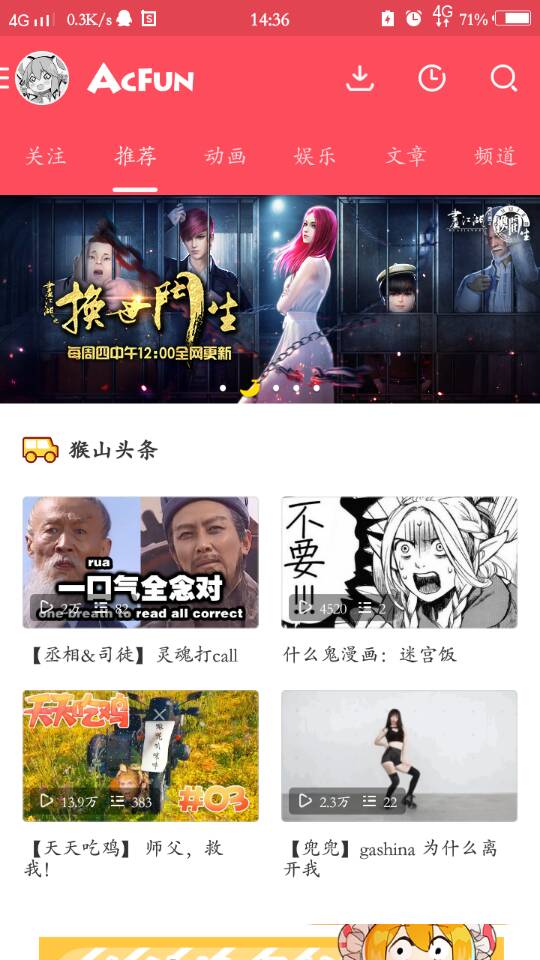 4G 0.3K/s 14:36 4G 71%
AcFun
关注 推荐 动画 娱乐 文章 频道
画江湖之
换世门生
每周四中午12:00全网更新
猴山头条
rua
一口气全念对
one breath to read all correct
2万 82
不要!!!
4520 2
【丞相&司徒】灵魂打call
什么鬼漫画：迷宫饭
天天吃鸡
#03
13.9万 383
2.3万 22
【天天吃鸡】 师父，救
我！
【兜兜】gashina 为什么离
开我